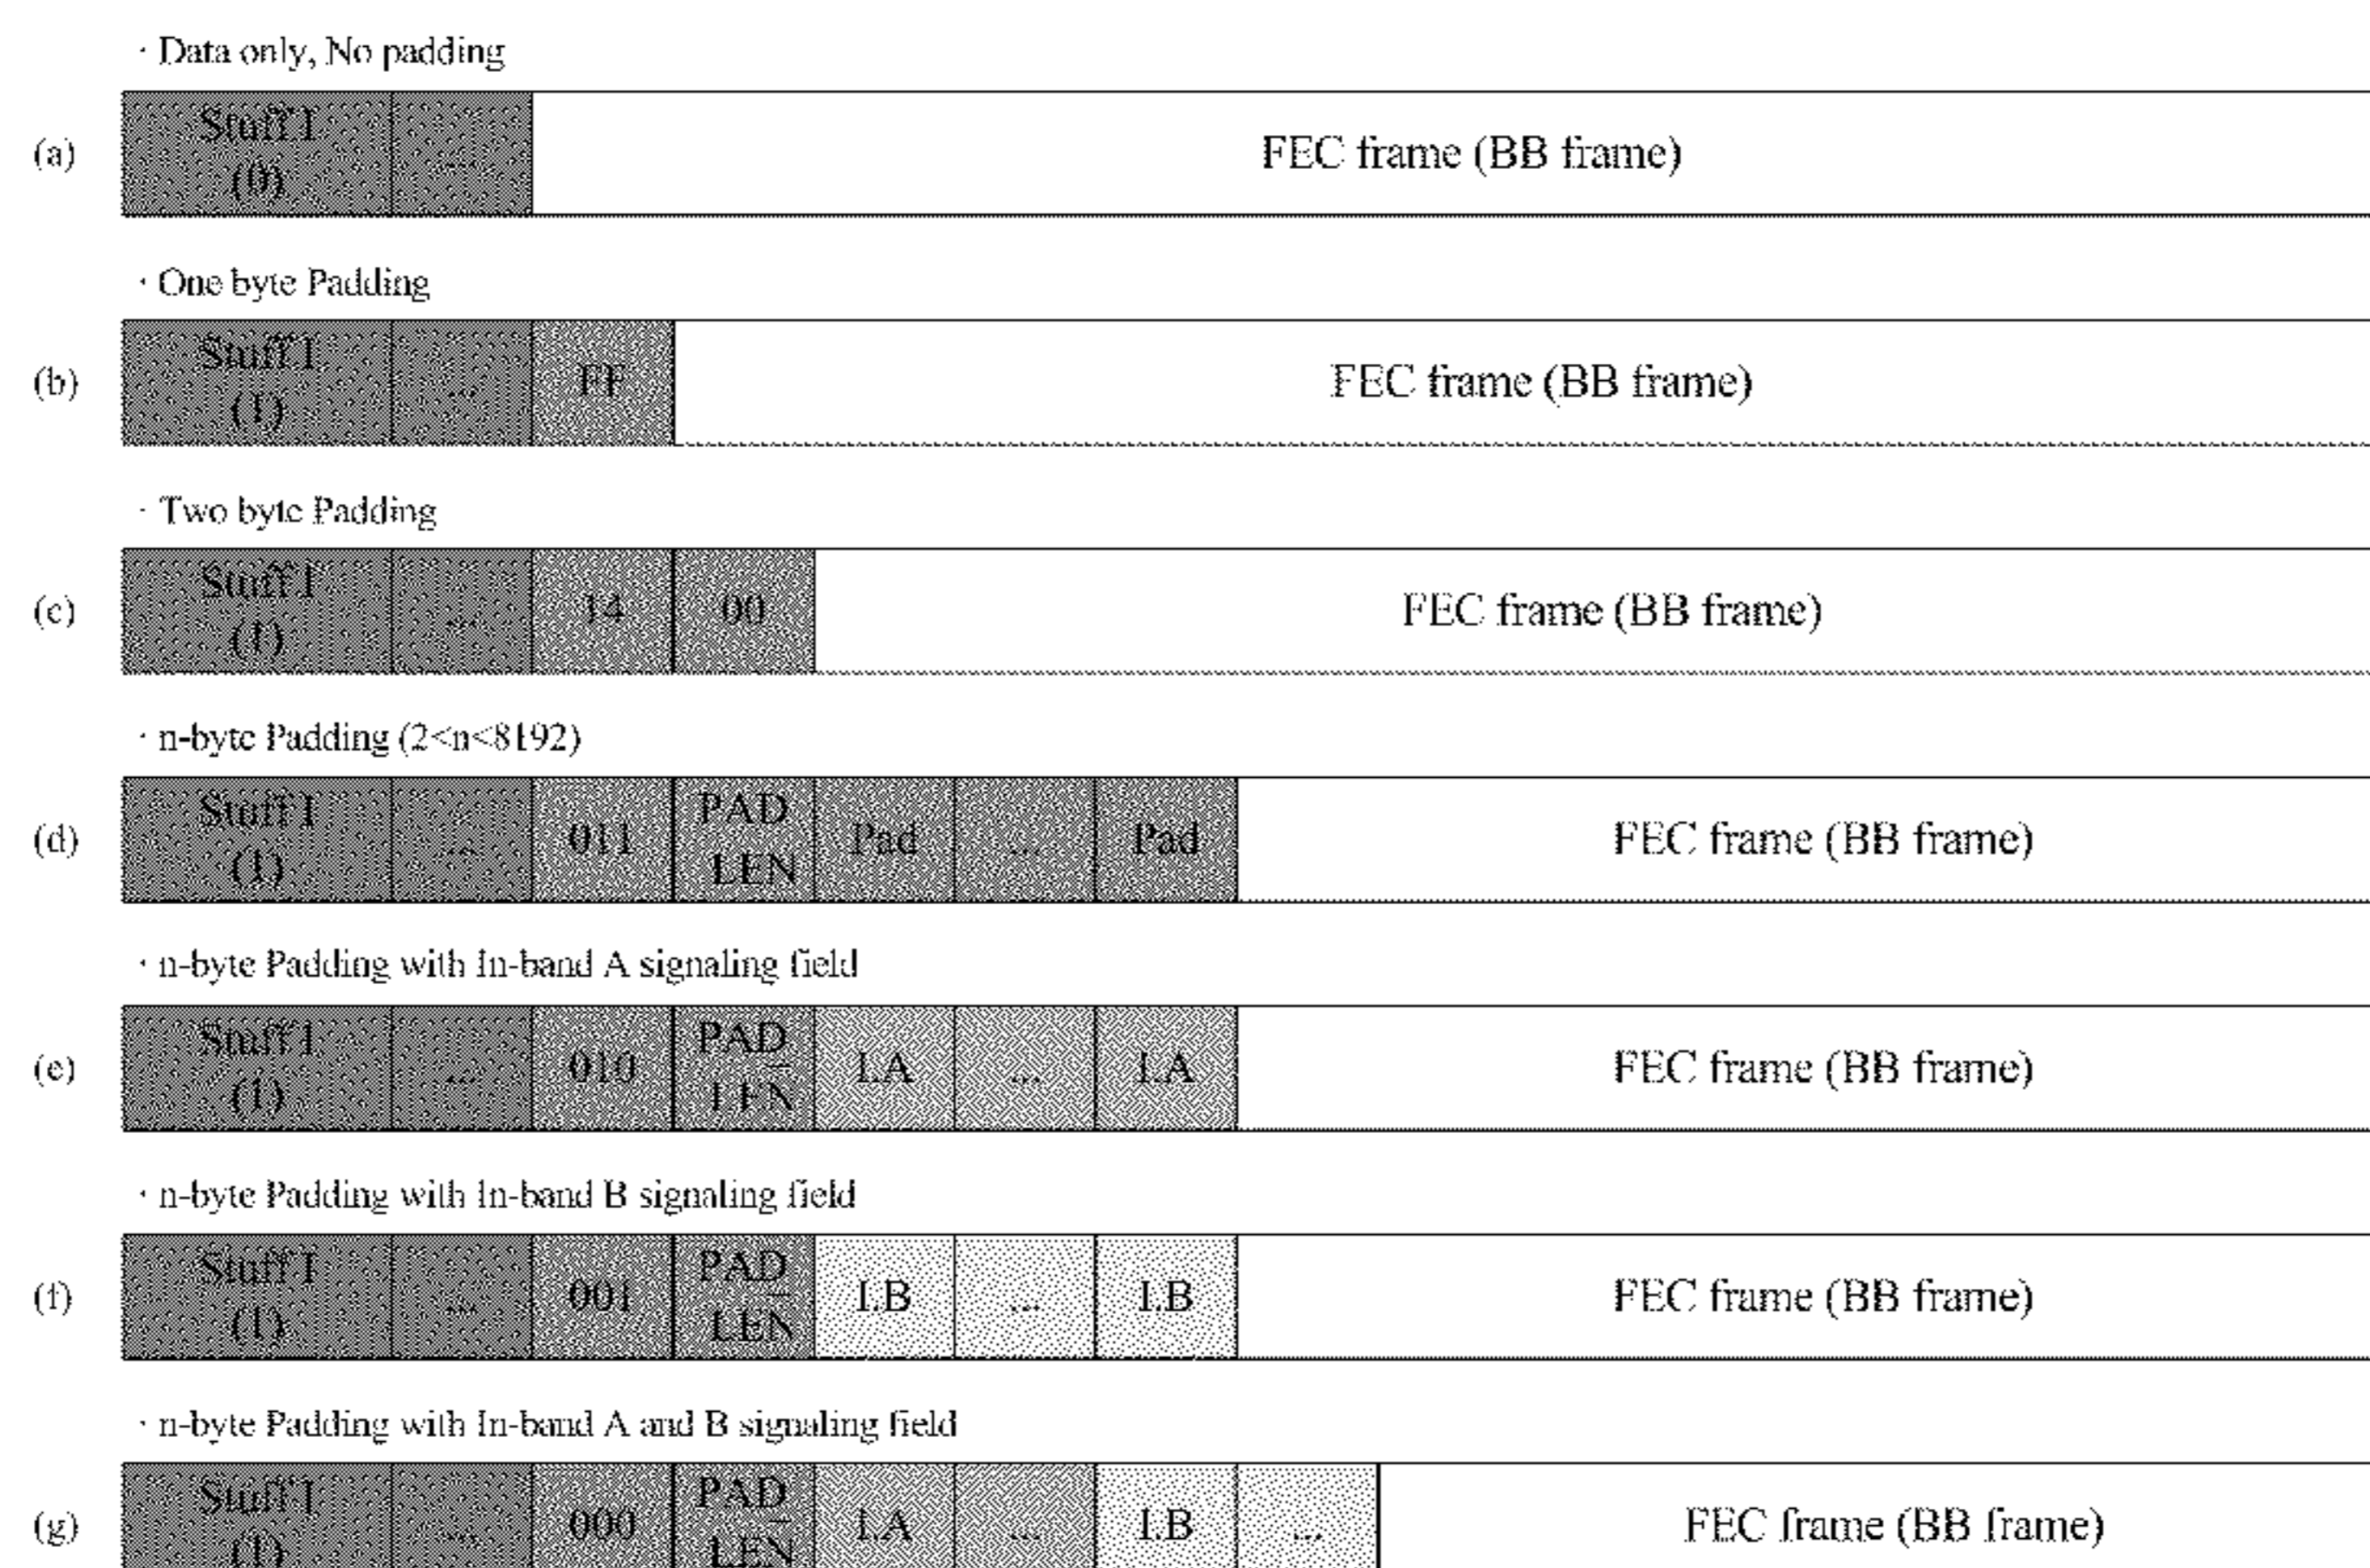 · Data only, No padding
(a) Stuff I (0) ... FEC frame (BB frame)
· One byte Padding
(b) Stuff I (1) ... FF FEC frame (BB frame)
· Two byte Padding
(c) Stuff I (1) ... 14 00 FEC frame (BB frame)
· n-byte Padding (2<n<8192)
(d) Stuff I (1) ... 011 PAD LEN Pad ... Pad FEC frame (BB frame)
· n-byte Padding with In-band A signaling field
(e) Stuff I (1) ... 010 PAD_LEN I.A ... I.A FEC frame (BB frame)
· n-byte Padding with In-band B signaling field
(f) Stuff I (1) ... 001 PAD_LEN I.B ... I.B FEC frame (BB frame)
· n-byte Padding with In-band A and B signaling field
(g) Stuff I (1) ... 000 PAD_LEN I.A ... I.B ... FEC frame (BB frame)